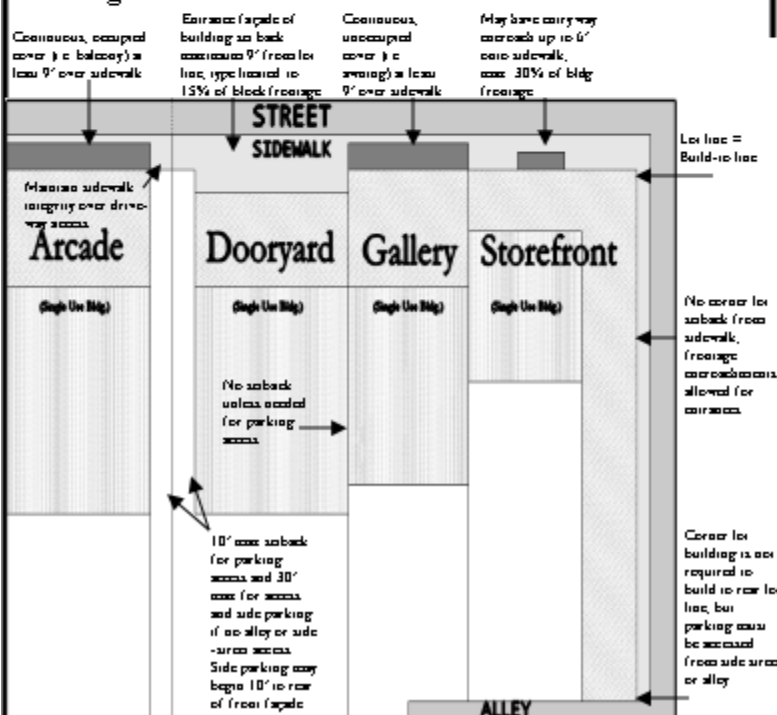 Continuous, occupied
cover (i.e. balcony) at
least 9' over sidewalk
Entrance façade of
building set back
maximum 9' from lot
line, type limited to
15% of block frontage
Continuous,
unoccupied
cover (i.e.
awning) at least
9' over sidewalk
May have entryway
encroach up to 6'
onto sidewalk,
max 30% of bldg
frontage
STREET
SIDEWALK
Lot line =
Build-to line
Maintain sidewalk
integrity over drive-
way access
Arcade
Dooryard
Gallery
Storefront
(Single Use Bldg.)
(Single Use Bldg.)
(Single Use Bldg.)
(Single Use Bldg.)
No corner lot
setback from
sidewalk,
frontage
encroachments
allowed for
entrances
No setback
unless needed
for parking
access
10' max setback
for parking
access and 30'
max for access
and side parking
if no alley or side
-street access
Side parking may
begin 10' to rear
of front façade
Corner lot
building is not
required to
build to rear lot
line, but
parking must
be accessed
from side street
or alley
ALLEY